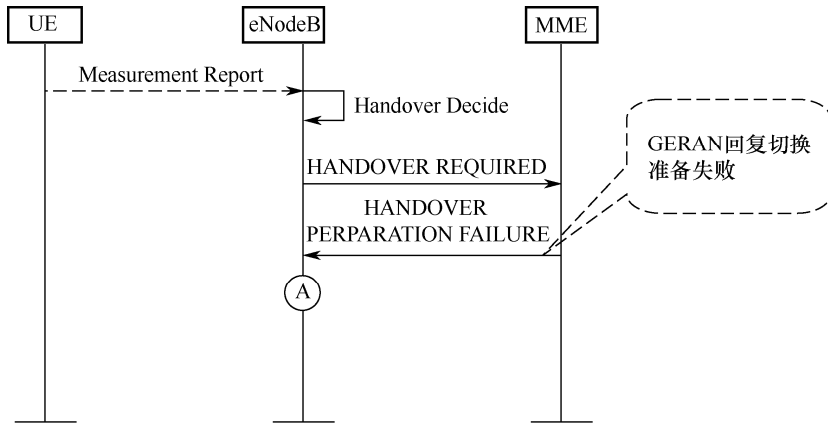 UE
eNodeB
MME
Measurement Report
Handover Decide
HANDOVER REQUIRED
HANDOVER
PERPARATION FAILURE
GERAN回复切换
准备失败
A